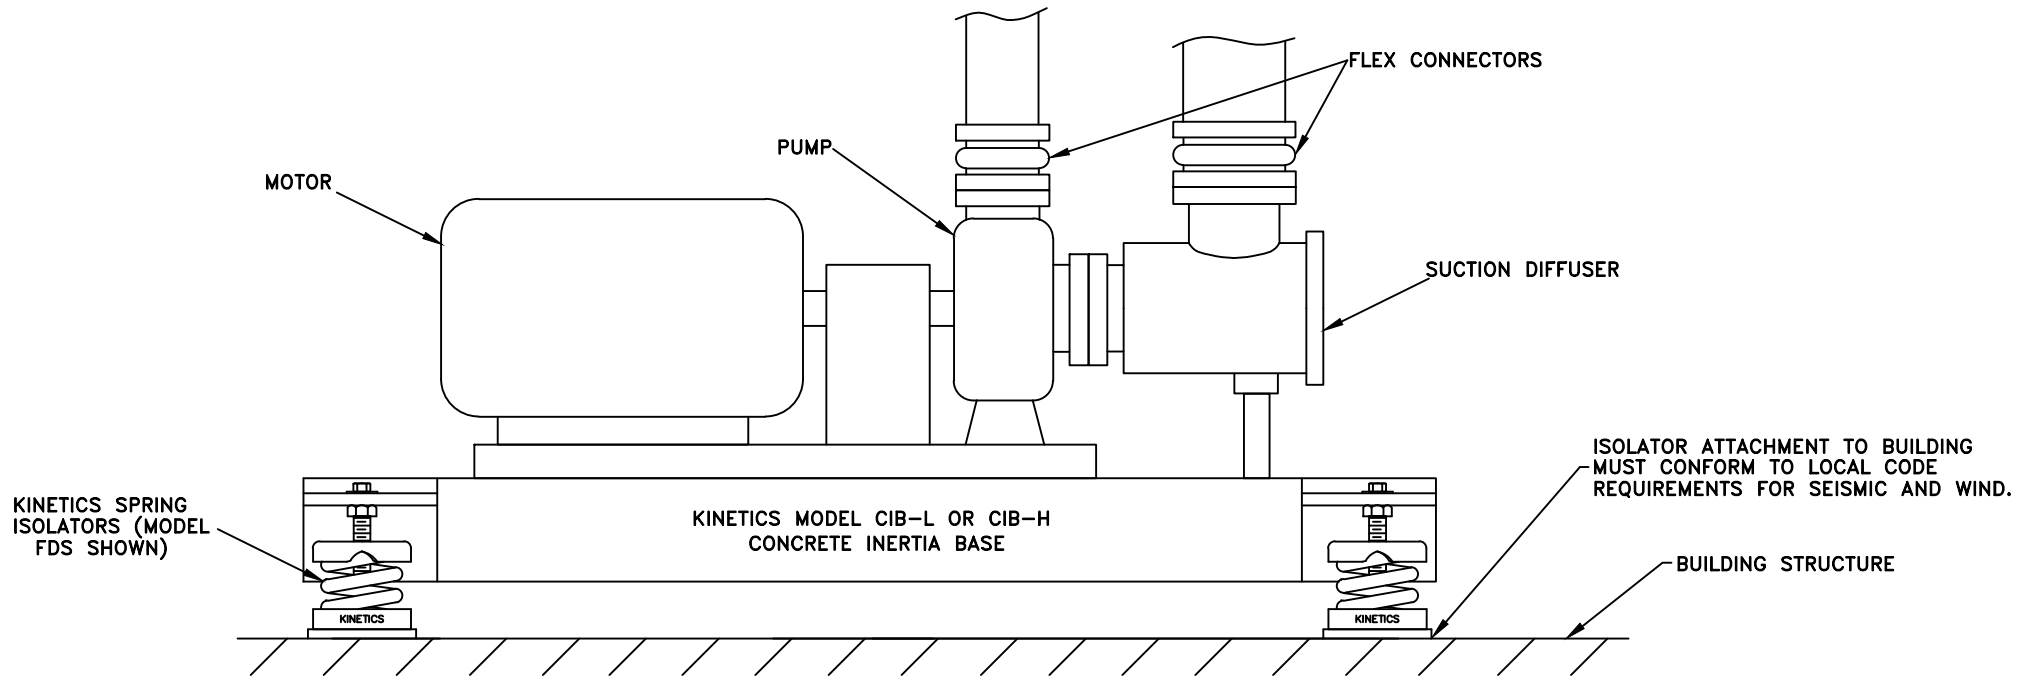 FLEX CONNECTORS
PUMP
MOTOR
SUCTION DIFFUSER
ISOLATOR ATTACHMENT TO BUILDING
MUST CONFORM TO LOCAL CODE
REQUIREMENTS FOR SEISMIC AND WIND.
KINETICS SPRING
ISOLATORS (MODEL
FDS SHOWN)
KINETICS MODEL CIB-L OR CIB-H
CONCRETE INERTIA BASE
BUILDING STRUCTURE
KINETICS
KINETICS